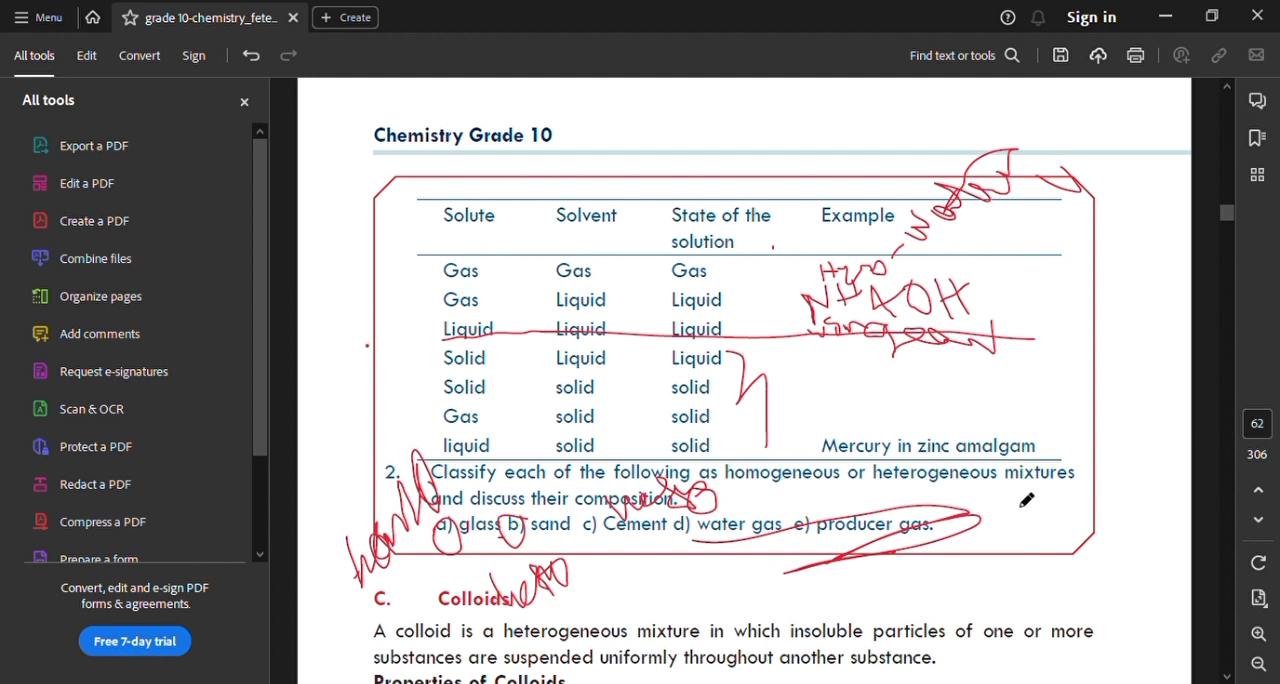 Menu
grade 10-chemistry_fete...
Create
Sign in
All tools Edit Convert Sign
Find text or tools
All tools
Export a PDF
Edit a PDF
Create a PDF
Combine files
Organize pages
Add comments
Request e-signatures
Scan & OCR
Protect a PDF
Redact a PDF
Compress a PDF
Prepare a form
Convert, edit and e-sign PDF
forms & agreements.
Free 7-day trial
Chemistry Grade 10
Solute Solvent State of the solution Example
Gas Gas Gas
Gas Liquid Liquid NH4OH
Liquid Liquid Liquid
Solid Liquid Liquid
Solid solid solid
Gas solid solid
liquid solid solid Mercury in zinc amalgam
2. Classify each of the following as homogeneous or heterogeneous mixtures
and discuss their composition.
a) glass b) sand c) Cement d) water gas e) producer gas.
C. Colloids
A colloid is a heterogeneous mixture in which insoluble particles of one or more
substances are suspended uniformly throughout another substance.
Properties of Colloids
62
306